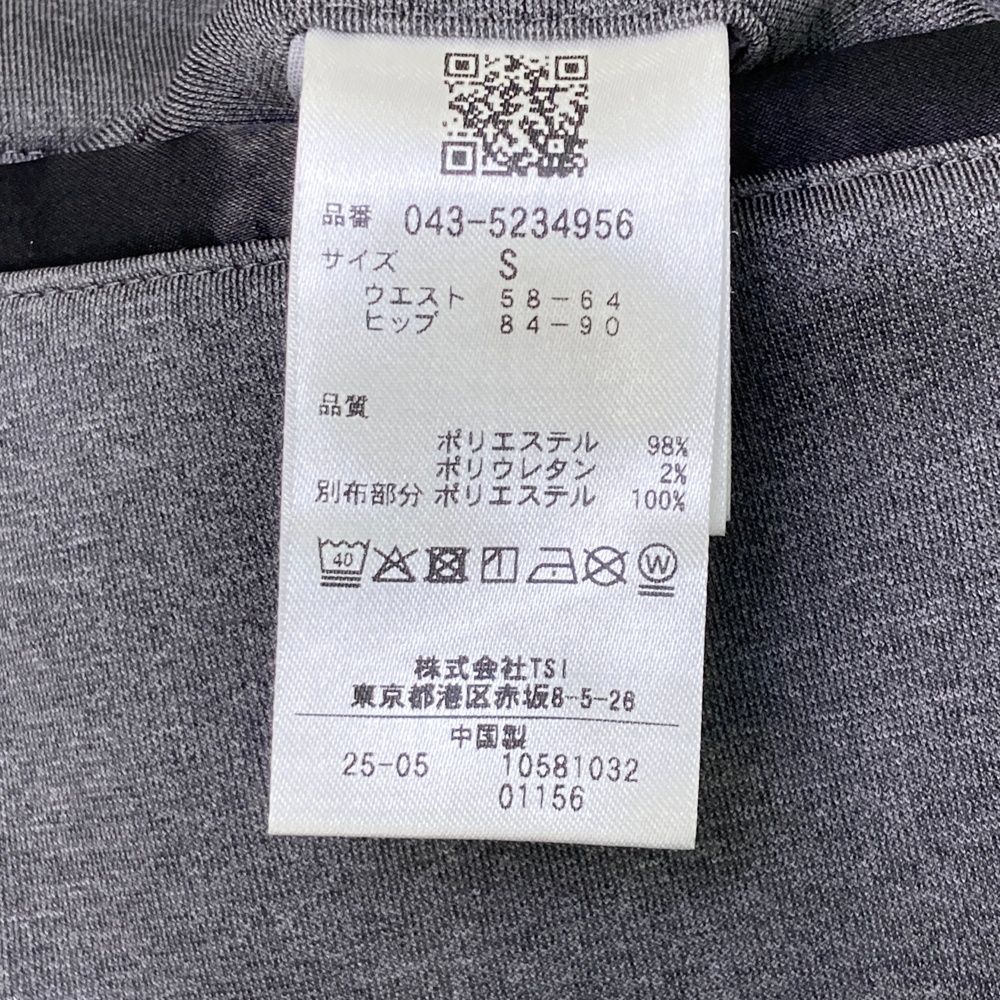 品番 043-5234956
サイズ S
ウエスト 58-64
ヒップ 84-90
品質
ポリエステル 98%
ポリウレタン 2%
別布部分 ポリエステル 100%
40 W
株式会社TSI
東京都港区赤坂8-5-26
中国製
25-05 10581032
01156